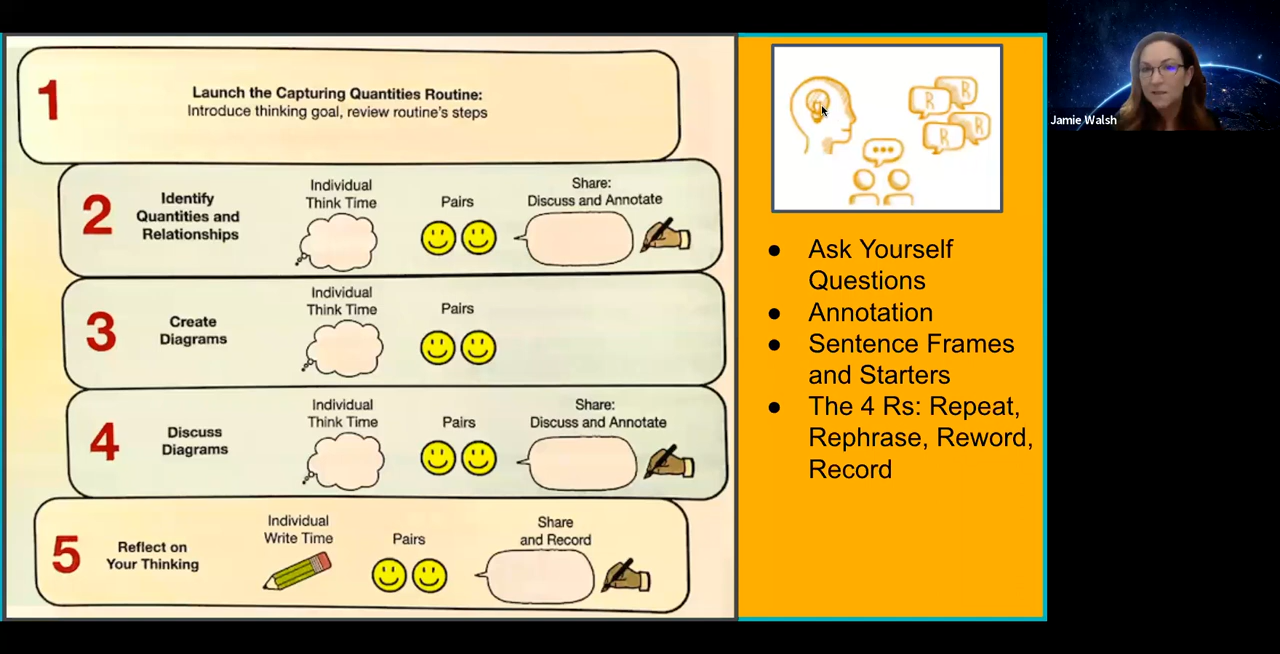 1
Launch the Capturing Quantities Routine:
Introduce thinking goal, review routine's steps
2
Identify
Quantities and
Relationships
Individual
Think Time
Pairs
Share:
Discuss and Annotate
3
Create
Diagrams
Individual
Think Time
Pairs
4
Discuss
Diagrams
Individual
Think Time
Pairs
Share:
Discuss and Annotate
5
Reflect on
Your Thinking
Individual
Write Time
Pairs
Share
and Record
R
R
R
R
● Ask Yourself
Questions
● Annotation
● Sentence Frames
and Starters
● The 4 Rs: Repeat,
Rephrase, Reword,
Record
Jamie Walsh